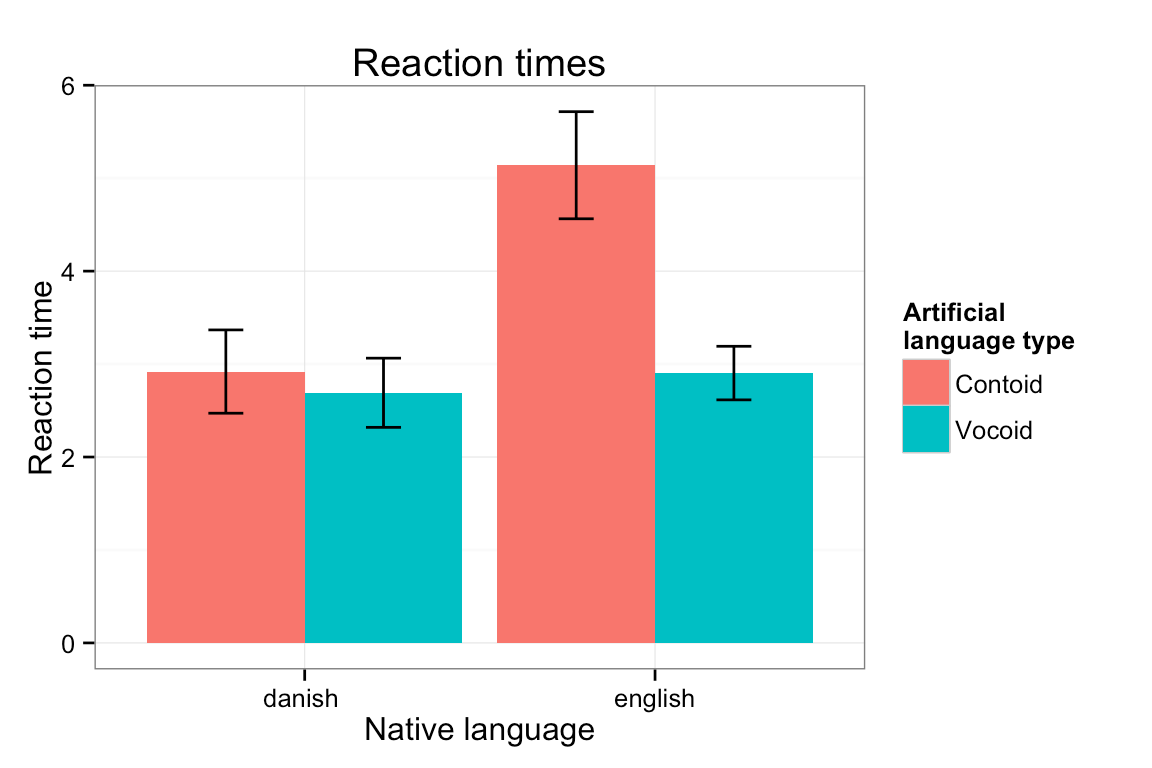 Reaction times
Reaction time
6
4
2
0
danish
english
Native language
Artificial
language type
Contoid
Vocoid